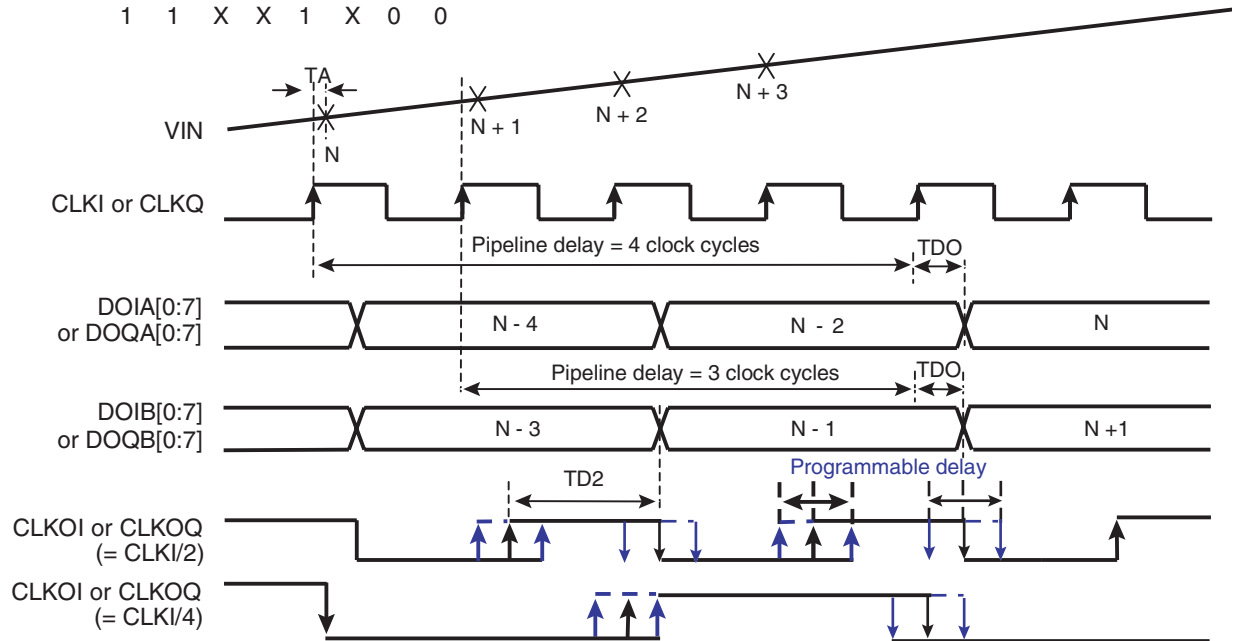 1 1 X X 1 X 0 0
TA
VIN
N
N + 1
N + 2
N + 3
CLKI or CLKQ
Pipeline delay = 4 clock cycles
TDO
DOIA[0:7]
or DOQA[0:7]
N - 4
N - 2
N
Pipeline delay = 3 clock cycles
TDO
DOIB[0:7]
or DOQB[0:7]
N - 3
N - 1
N +1
TD2
Programmable delay
CLKOI or CLKOQ
(= CLKI/2)
CLKOI or CLKOQ
(= CLKI/4)